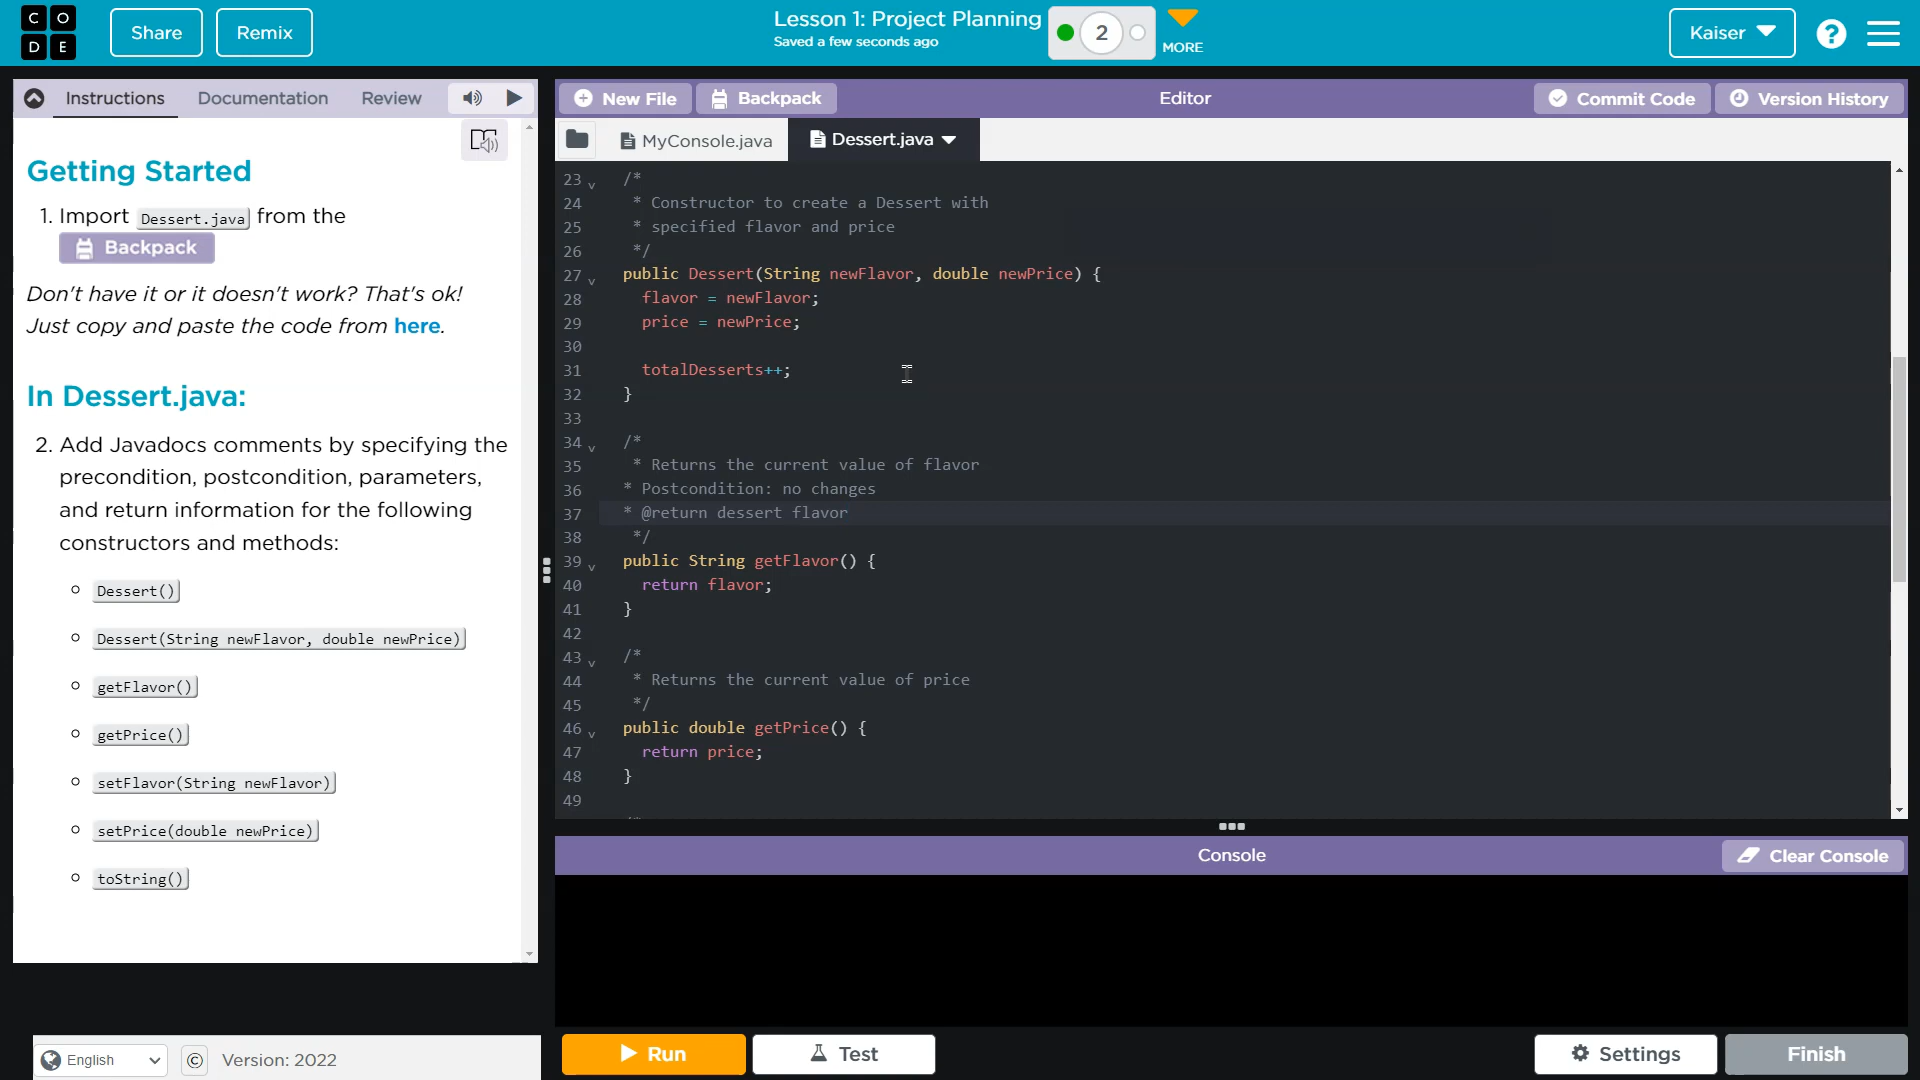 C O
D E
Share
Remix
Lesson 1: Project Planning
Saved a few seconds ago
2
MORE
Kaiser
?
Instructions
Documentation
Review
Getting Started
1. Import Dessert.java from the
Backpack
Don't have it or it doesn't work? That's ok!
Just copy and paste the code from here.
In Dessert.java:
2. Add Javadocs comments by specifying the
precondition, postcondition, parameters,
and return information for the following
constructors and methods:
Dessert()
Dessert(String newFlavor, double newPrice)
getFlavor()
getPrice()
setFlavor(String newFlavor)
setPrice(double newPrice)
toString()
English
©
Version: 2022
New File
Backpack
Editor
Commit Code
Version History
MyConsole.java
Dessert.java
23 /*
24 * Constructor to create a Dessert with
25 * specified flavor and price
26 */
27 public Dessert(String newFlavor, double newPrice) {
28 flavor = newFlavor;
29 price = newPrice;
30
31 totalDesserts++;
32 }
33
34 /*
35 * Returns the current value of flavor
36 * Postcondition: no changes
37 * @return dessert flavor
38 */
39 public String getFlavor() {
40 return flavor;
41 }
42
43 /*
44 * Returns the current value of price
45 */
46 public double getPrice() {
47 return price;
48 }
49
Console
Clear Console
Run
Test
Settings
Finish